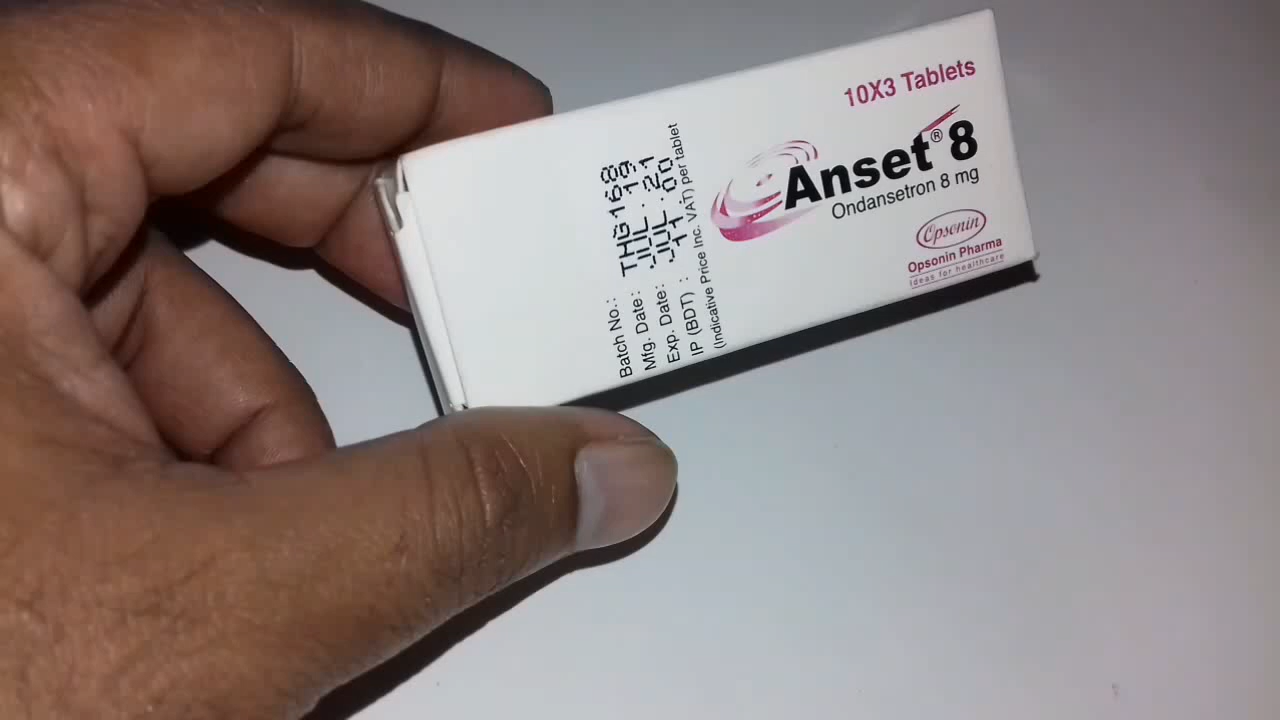 10X3 Tablets
Anset® 8
Ondansetron 8 mg
Opsonin
Opsonin Pharma
Ideas for healthcare
Batch No.: THG168
Mfg. Date: JUL .19
Exp. Date: JUL .21
IP (BDT) : 11.00
(Indicative Price Inc. VAT) per tablet